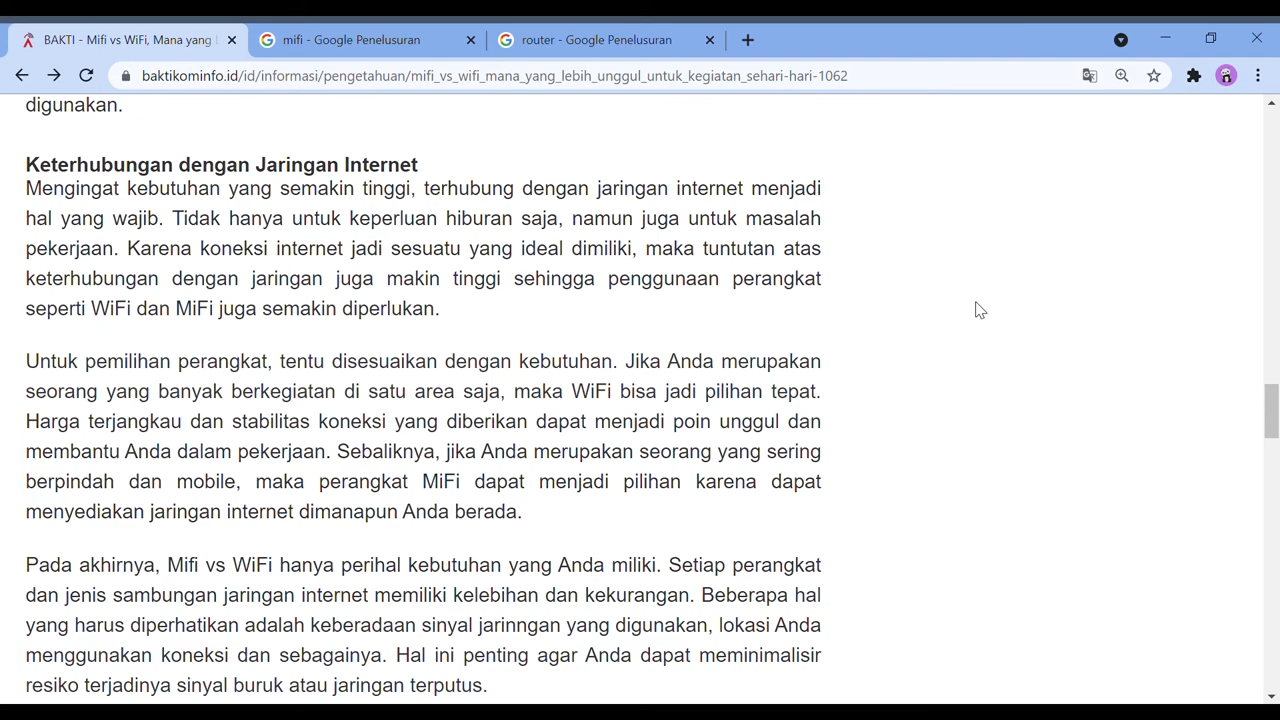 BAKTI - Mifi vs WiFi, Mana yang
mifi - Google Penelusuran
router - Google Penelusuran
baktikominfo.id/id/informasi/pengetahuan/mifi_vs_wifi_mana_yang_lebih_unggul_untuk_kegiatan_sehari-hari-1062
digunakan.
Keterhubungan dengan Jaringan Internet
Mengingat kebutuhan yang semakin tinggi, terhubung dengan jaringan internet menjadi
hal yang wajib. Tidak hanya untuk keperluan hiburan saja, namun juga untuk masalah
pekerjaan. Karena koneksi internet jadi sesuatu yang ideal dimiliki, maka tuntutan atas
keterhubungan dengan jaringan juga makin tinggi sehingga penggunaan perangkat
seperti WiFi dan MiFi juga semakin diperlukan.
Untuk pemilihan perangkat, tentu disesuaikan dengan kebutuhan. Jika Anda merupakan
seorang yang banyak berkegiatan di satu area saja, maka WiFi bisa jadi pilihan tepat.
Harga terjangkau dan stabilitas koneksi yang diberikan dapat menjadi poin unggul dan
membantu Anda dalam pekerjaan. Sebaliknya, jika Anda merupakan seorang yang sering
berpindah dan mobile, maka perangkat MiFi dapat menjadi pilihan karena dapat
menyediakan jaringan internet dimanapun Anda berada.
Pada akhirnya, Mifi vs WiFi hanya perihal kebutuhan yang Anda miliki. Setiap perangkat
dan jenis sambungan jaringan internet memiliki kelebihan dan kekurangan. Beberapa hal
yang harus diperhatikan adalah keberadaan sinyal jarinngan yang digunakan, lokasi Anda
menggunakan koneksi dan sebagainya. Hal ini penting agar Anda dapat meminimalisir
resiko terjadinya sinyal buruk atau jaringan terputus.